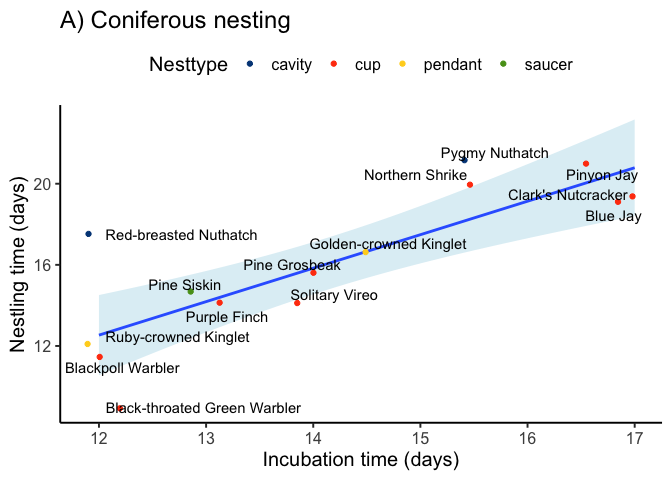 A) Coniferous nesting
Nesttype cavity cup pendant saucer
Nestling time (days)
20
16
12
Pygmy Nuthatch
Northern Shrike
Pinyon Jay
Clark's Nutcracker
Blue Jay
Red-breasted Nuthatch
Golden-crowned Kinglet
Pine Grosbeak
Pine Siskin
Solitary Vireo
Purple Finch
Ruby-crowned Kinglet
Blackpoll Warbler
Black-throated Green Warbler
12 13 14 15 16 17
Incubation time (days)